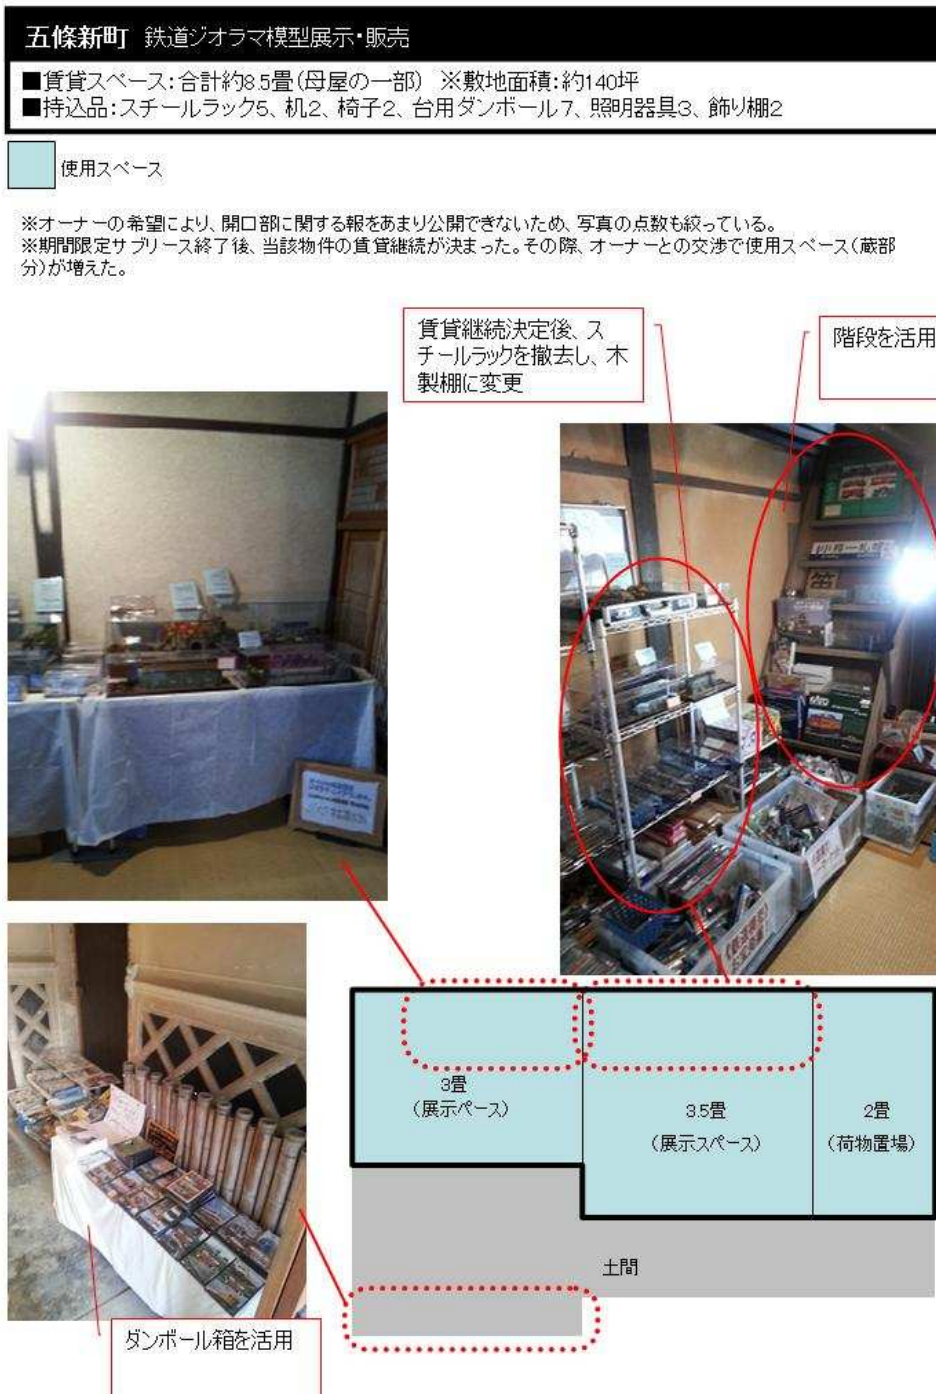 五條新町 鉄道ジオラマ模型展示・販売
■賃貸スペース:合計約8.5畳(母屋の一部) ※敷地面積:約140坪
■持込品:スチールラック5、机2、椅子2、台用ダンボール7、照明器具3、飾り棚2
使用スペース
※オーナーの希望により、開口部に関する報をあまり公開できないため、写真の点数も絞っている。
※期間限定サブリース終了後、当該物件の賃貸継続が決まった。その際、オーナーとの交渉で使用スペース(蔵部
分)が増えた。
賃貸継続決定後、ス
チールラックを撤去し、木
製棚に変更
階段を活用
笛
KATO
3畳
(展示ペース)
3.5畳
(展示スペース)
2畳
(荷物置場)
土間
ダンボール箱を活用